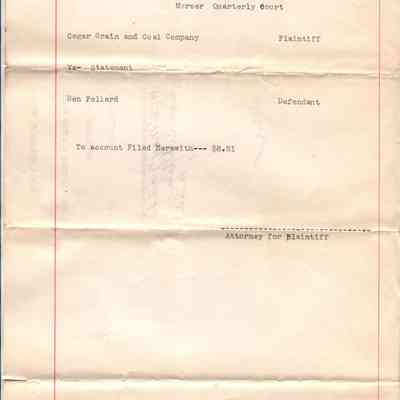 Mercer Quarterly Court
Coger Grain and Coal Company Plaintiff
Vs- Statement
Ben Pollard Defendant
To account Filed Herewith--- $8.81
Attorney for Plaintiff